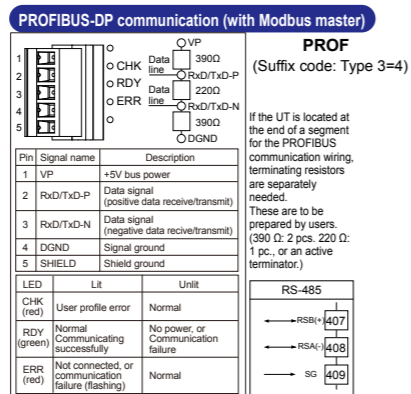 PROFIBUS-DP communication (with Modbus master)
PROF
(Suffix code: Type 3=4)
1
2
3
4
5
CHK
RDY
ERR
VP
390Ω
Data line
RxD/TxD-P
220Ω
Data line
RxD/TxD-N
390Ω
DGND
If the UT is located at
the end of a segment
for the PROFIBUS
communication wiring,
terminating resistors
are separately
needed.
These are to be
prepared by users.
(390 Ω: 2 pcs. 220 Ω:
1 pc., or an active
terminator.)
Pin Signal name Description
1 VP +5V bus power
2 RxD/TxD-P Data signal
(positive data receive/transmit)
3 RxD/TxD-N Data signal
(negative data recive/transmit)
4 DGND Signal ground
5 SHIELD Shield ground
LED Lit Unlit
CHK
(red)
User profile error
Normal
RDY
(green)
Normal
Communicating
successfully
No power, or
Communication
failure
ERR
(red)
Not connected, or
communication
failure (flashing)
Normal
RS-485
RSB(+) 407
RSA(-) 408
SG 409